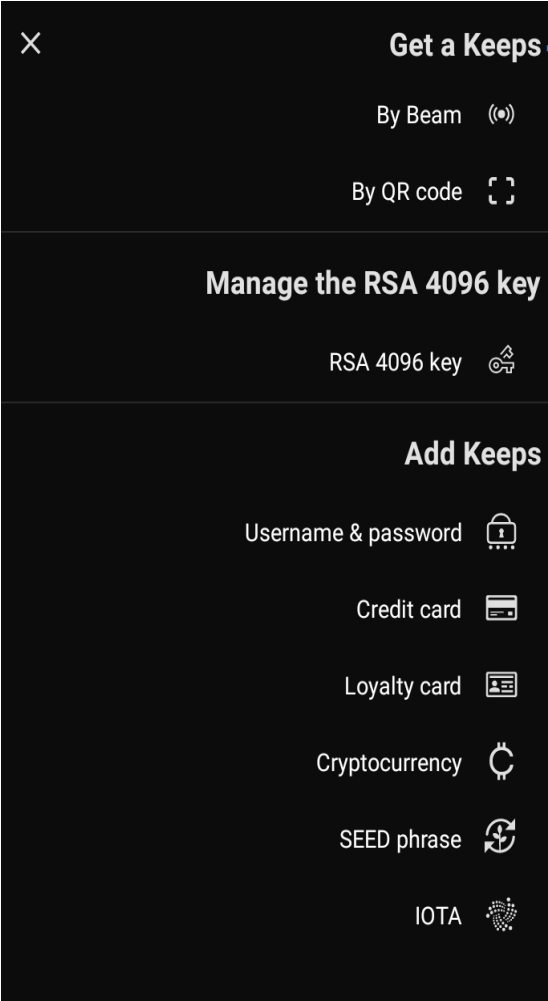 Get a Keeps
By Beam
By QR code
Manage the RSA 4096 key
RSA 4096 key
Add Keeps
Username & password
Credit card
Loyalty card
Cryptocurrency
SEED phrase
IOTA